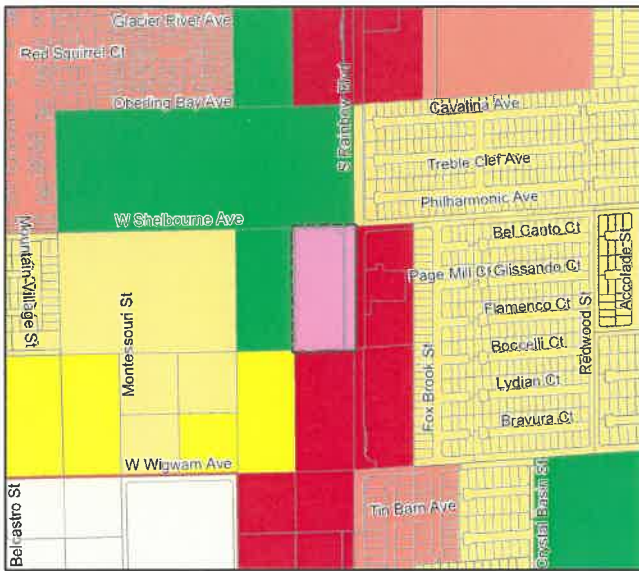 Glacier River Ave
Red Squirrel Ct
Oberling Bay Ave
S Rainbow Blvd
Cavatina Ave
Treble Clef Ave
Philharmonic Ave
W Shelbourne Ave
Mountain Village St
Montessouri St
Bel Canto Ct
Page Mill Ct
Glissando Ct
Accolade St
Flamenco Ct
Redwood St
Boccelli Ct
Fox Brook St
Lydian Ct
Bravura Ct
W Wigwam Ave
Belcastro St
Tin Barn Ave
Crystal Basin St